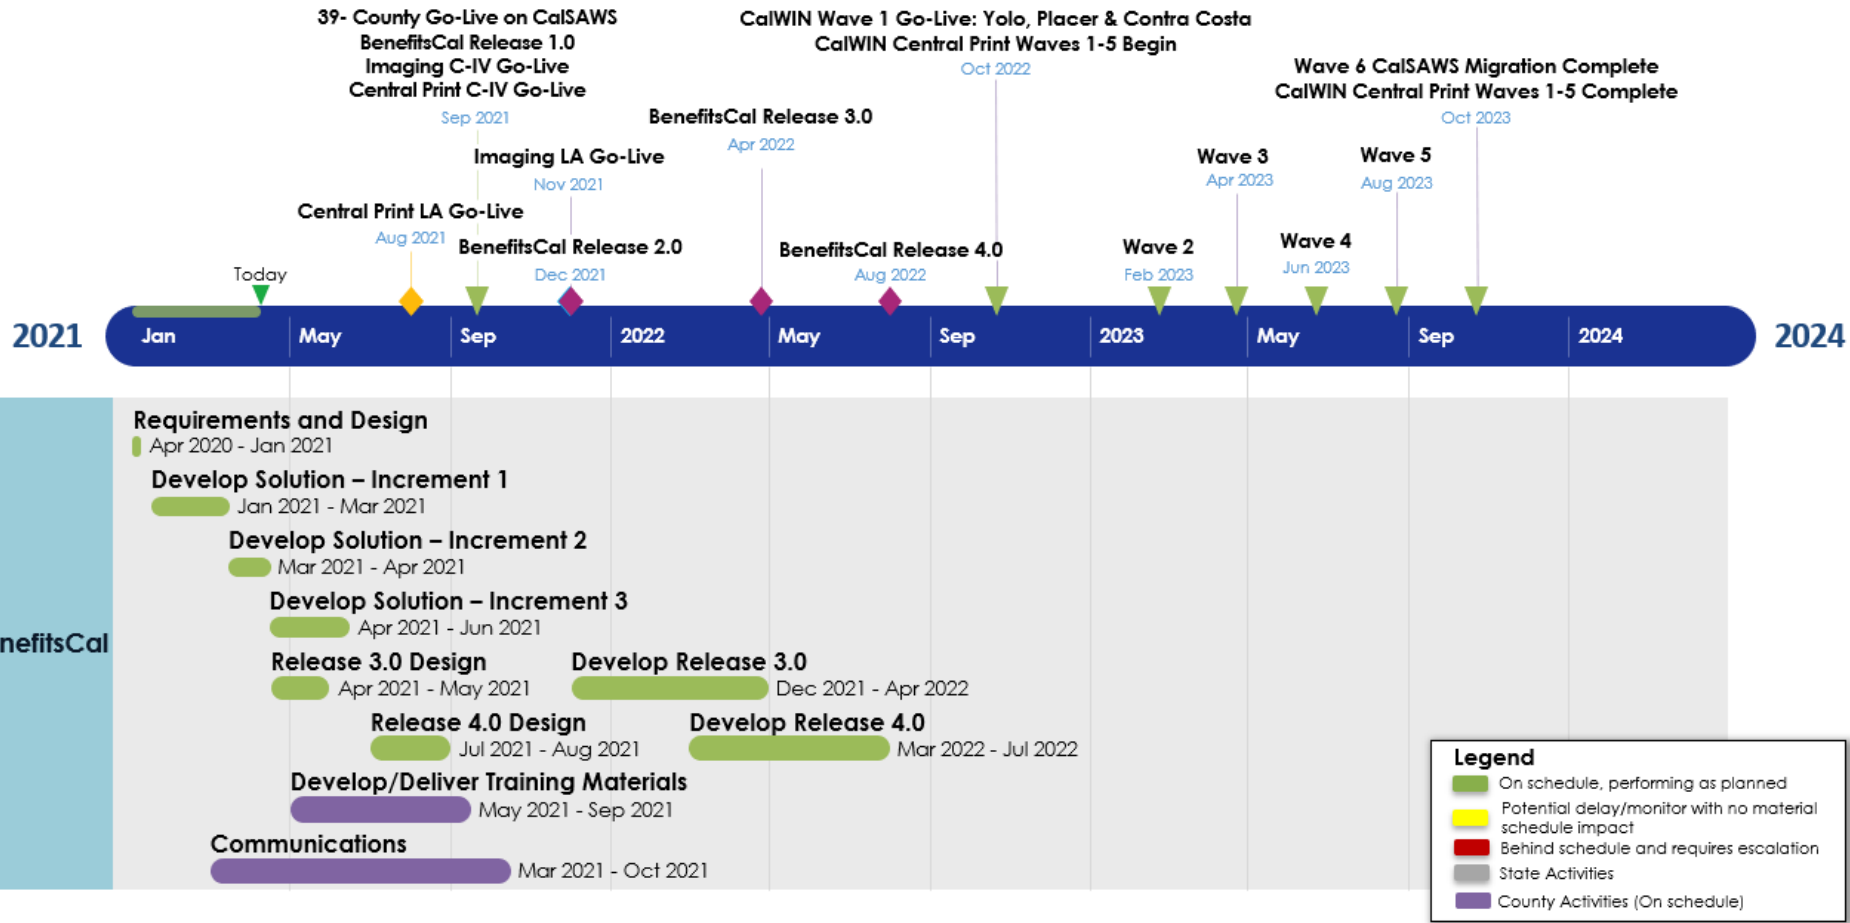 39- County Go-Live on CalSAWS
BenefitsCal Release 1.0
Imaging C-IV Go-Live
Central Print C-IV Go-Live
Sep 2021
CalWIN Wave 1 Go-Live: Yolo, Placer & Contra Costa
CalWIN Central Print Waves 1-5 Begin
Oct 2022
Wave 6 CalSAWS Migration Complete
CalWIN Central Print Waves 1-5 Complete
Oct 2023
BenefitsCal Release 3.0
Apr 2022
Imaging LA Go-Live
Nov 2021
Wave 3
Apr 2023
Wave 5
Aug 2023
Central Print LA Go-Live
Aug 2021
BenefitsCal Release 2.0
Dec 2021
BenefitsCal Release 4.0
Aug 2022
Wave 2
Feb 2023
Wave 4
Jun 2023
Today
2021
Jan
May
Sep
2022
May
Sep
2023
May
Sep
2024
2024
nefitsCal
Requirements and Design
Apr 2020 - Jan 2021
Develop Solution – Increment 1
Jan 2021 - Mar 2021
Develop Solution – Increment 2
Mar 2021 - Apr 2021
Develop Solution – Increment 3
Apr 2021 - Jun 2021
Release 3.0 Design
Apr 2021 - May 2021
Develop Release 3.0
Dec 2021 - Apr 2022
Release 4.0 Design
Jul 2021 - Aug 2021
Develop Release 4.0
Mar 2022 - Jul 2022
Develop/Deliver Training Materials
May 2021 - Sep 2021
Communications
Mar 2021 - Oct 2021
Legend
On schedule, performing as planned
Potential delay/monitor with no material
schedule impact
Behind schedule and requires escalation
State Activities
County Activities (On schedule)